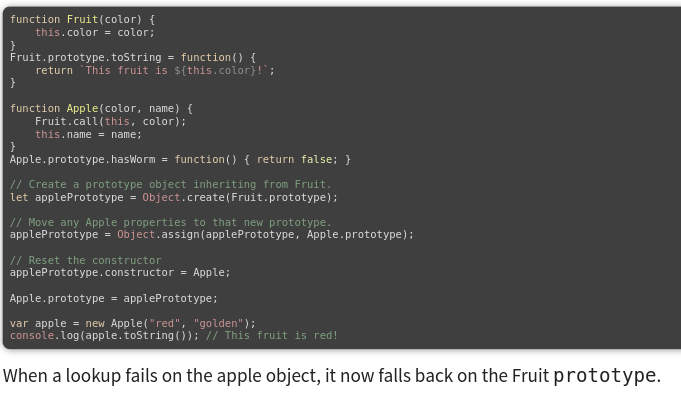 function Fruit(color) {
    this.color = color;
}
Fruit.prototype.toString = function() {
    return `This fruit is ${this.color}!`;
}

function Apple(color, name) {
    Fruit.call(this, color);
    this.name = name;
}
Apple.prototype.hasWorm = function() { return false; }

// Create a prototype object inheriting from Fruit.
let applePrototype = Object.create(Fruit.prototype);

// Move any Apple properties to that new prototype.
applePrototype = Object.assign(applePrototype, Apple.prototype);

// Reset the constructor
applePrototype.constructor = Apple;

Apple.prototype = applePrototype;

var apple = new Apple("red", "golden");
console.log(apple.toString()); // This fruit is red!
When a lookup fails on the apple object, it now falls back on the Fruit prototype.